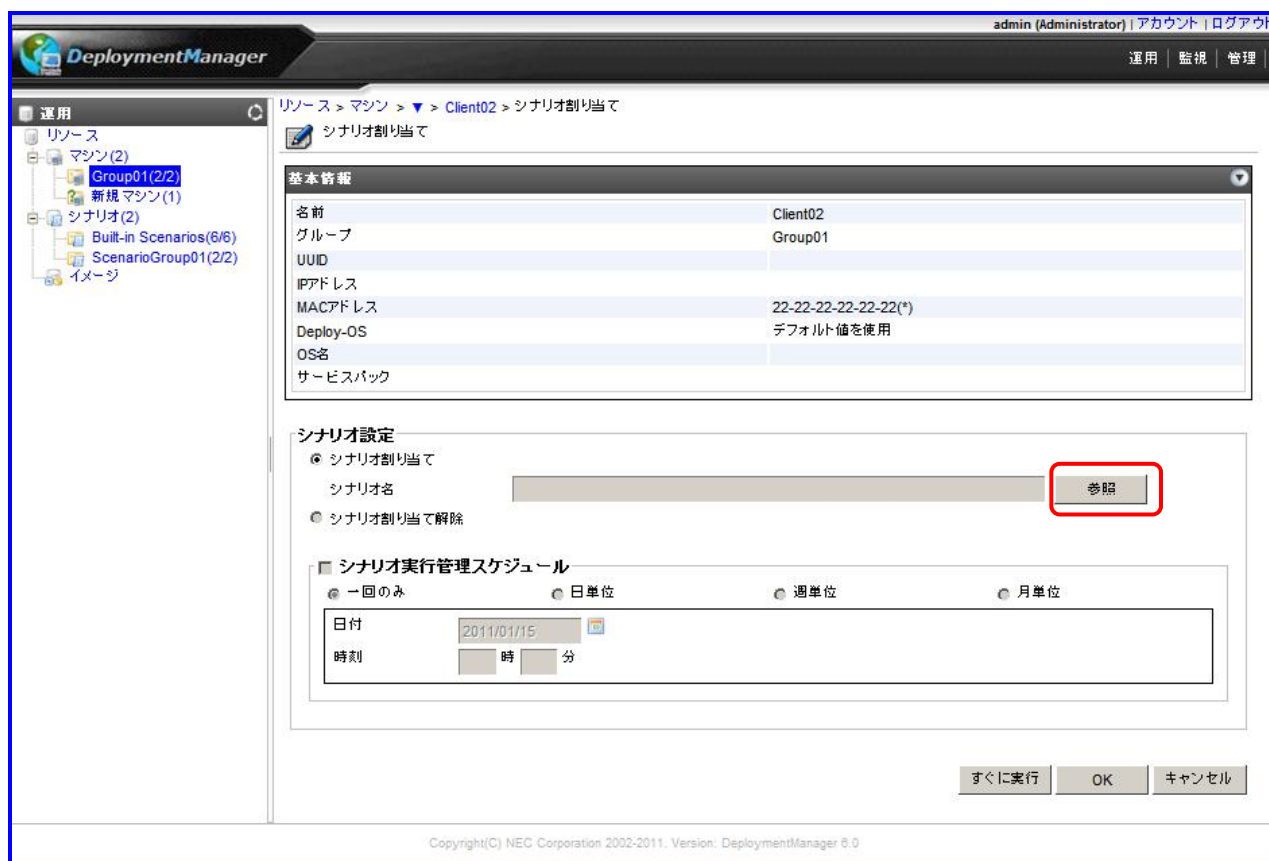 admin (Administrator) | アカウント | ログアウト
DeploymentManager
運用 | 監視 | 管理 |
運用
リソース
マシン(2)
Group01(2/2)
新規マシン(1)
シナリオ(2)
Built-in Scenarios(6/6)
ScenarioGroup01(2/2)
イメージ
リソース > マシン > ▼ > Client02 > シナリオ割り当て
シナリオ割り当て
基本情報
名前 Client02
グループ Group01
UUID
IPアドレス
MACアドレス 22-22-22-22-22-22(*)
Deploy-OS デフォルト値を使用
OS名
サービスパック
シナリオ設定
シナリオ割り当て
シナリオ名 参照
シナリオ割り当て解除
シナリオ実行管理スケジュール
一回のみ 日単位 週単位 月単位
日付 2011/01/15
時刻 時 分
すぐに実行 OK キャンセル
Copyright(C) NEC Corporation 2002-2011. Version: DeploymentManager 6.0